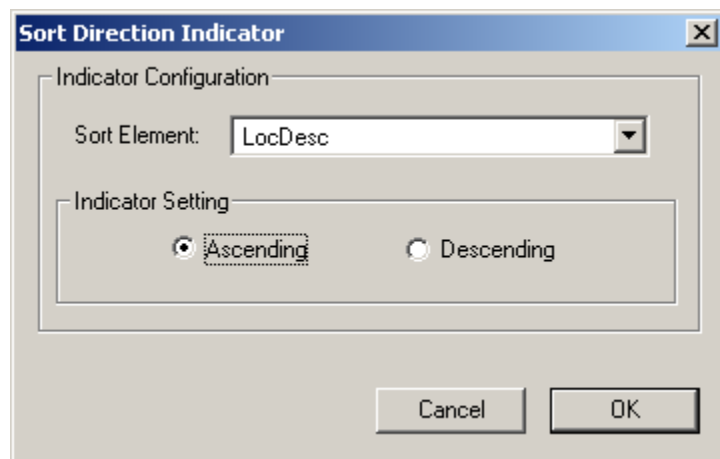 Sort Direction Indicator
Indicator Configuration
Sort Element: LocDesc
Indicator Setting
Ascending Descending
Cancel OK